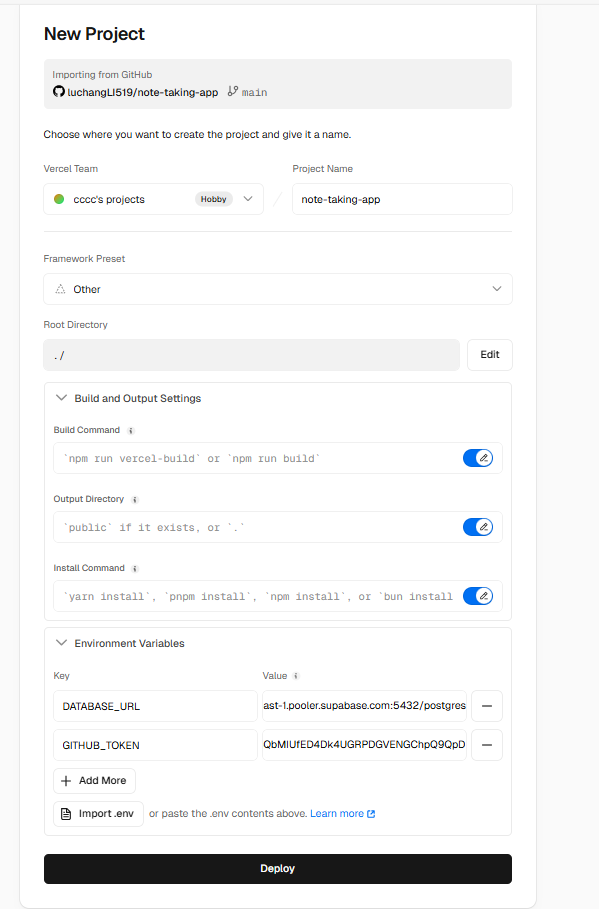 New Project
Importing from GitHub
luchangLI519/note-taking-app main
Choose where you want to create the project and give it a name.
Vercel Team Project Name
cccc's projects Hobby / note-taking-app
Framework Preset
Other
Root Directory
./ Edit
Build and Output Settings
Build Command
`npm run vercel-build` or `npm run build`
Output Directory
`public` if it exists, or `.`
Install Command
`yarn install`, `pnpm install`, `npm install`, or `bun install
Environment Variables
Key Value
DATABASE_URL ast-1.pooler.supabase.com:5432/postgres
GITHUB_TOKEN QbMIUfED4Dk4UGRPDGVENGChpQ9QpD
Add More
Import .env or paste the .env contents above. Learn more
Deploy